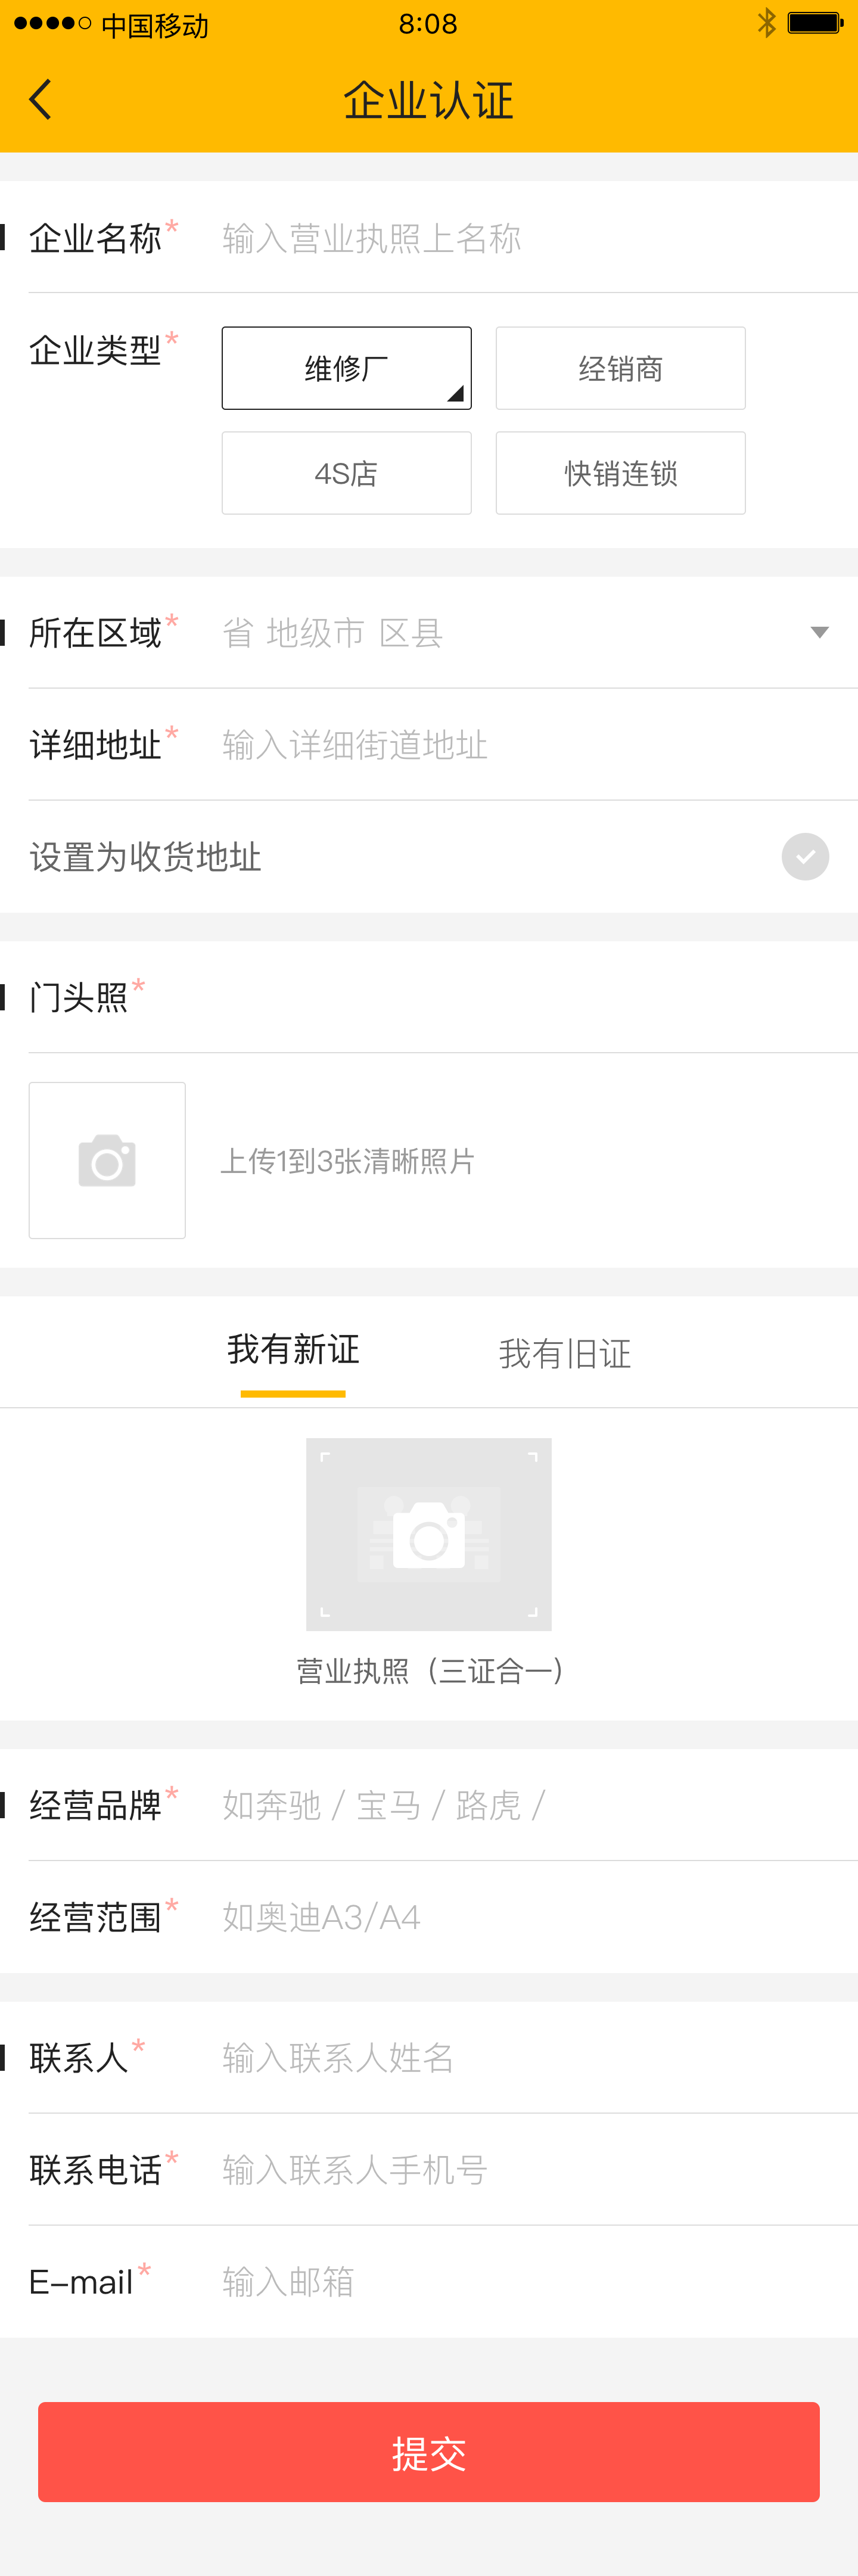 中国移动 8:08
企业认证
企业名称* 输入营业执照上名称
企业类型* 维修厂 经销商
4S店 快销连锁
所在区域* 省 地级市 区县
详细地址* 输入详细街道地址
设置为收货地址
门头照*
上传1到3张清晰照片
我有新证 我有旧证
营业执照（三证合一）
经营品牌* 如奔驰 / 宝马 / 路虎 /
经营范围* 如奥迪A3/A4
联系人* 输入联系人姓名
联系电话* 输入联系人手机号
E-mail* 输入邮箱
提交